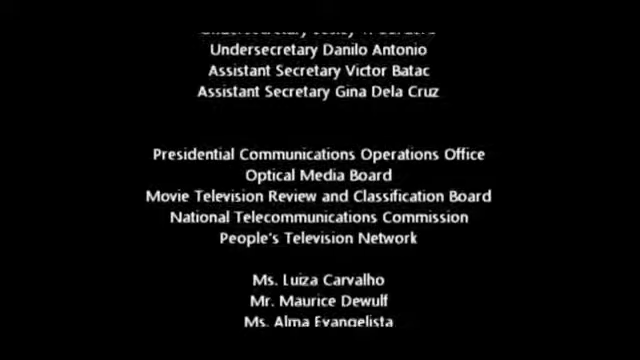 Undersecretary
Undersecretary Danilo Antonio
Assistant Secretary Victor Batac
Assistant Secretary Gina Dela Cruz
Presidential Communications Operations Office
Optical Media Board
Movie Television Review and Classification Board
National Telecommunications Commission
People's Television Network
Ms. Luiza Carvalho
Mr. Maurice Dewulf
Ms. Alma Evangelista